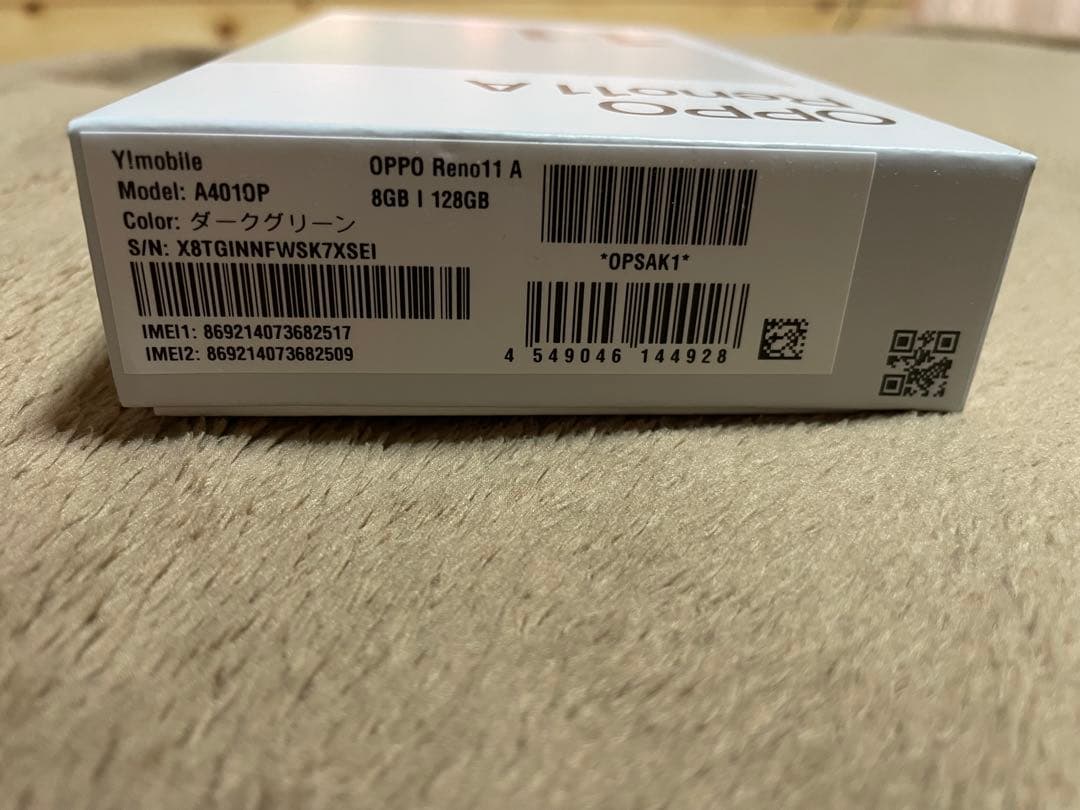 OPPO
Reno11 A
Y!mobile
OPPO Reno11 A
Model: A401OP
8GB | 128GB
Color: ダークグリーン
S/N: X8TGINNFWSK7XSEI
*OPSAK1*
IMEI1: 869214073682517
IMEI2: 869214073682509
4 549046 144928